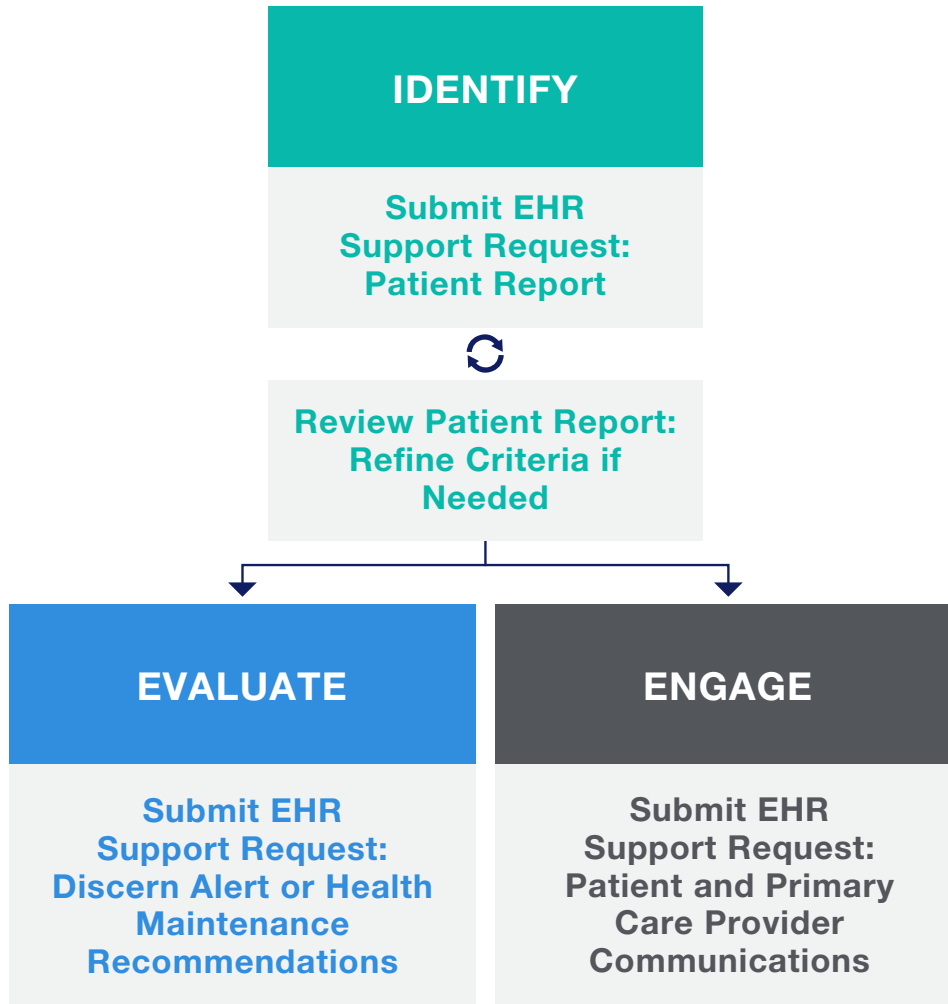 IDENTIFY
Submit EHR
Support Request:
Patient Report
Review Patient Report:
Refine Criteria if
Needed
EVALUATE
Submit EHR
Support Request:
Discern Alert or Health
Maintenance
Recommendations
ENGAGE
Submit EHR
Support Request:
Patient and Primary
Care Provider
Communications